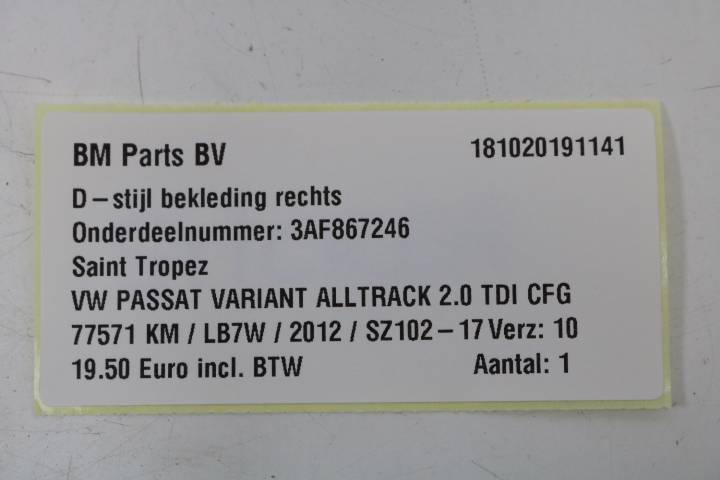 BM Parts BV 181020191141
D-stijl bekleding rechts
Onderdeelnummer: 3AF867246
Saint Tropez
VW PASSAT VARIANT ALLTRACK 2.0 TDI CFG
77571 KM / LB7W / 2012 / SZ102-17 Verz: 10
19.50 Euro incl. BTW Aantal: 1